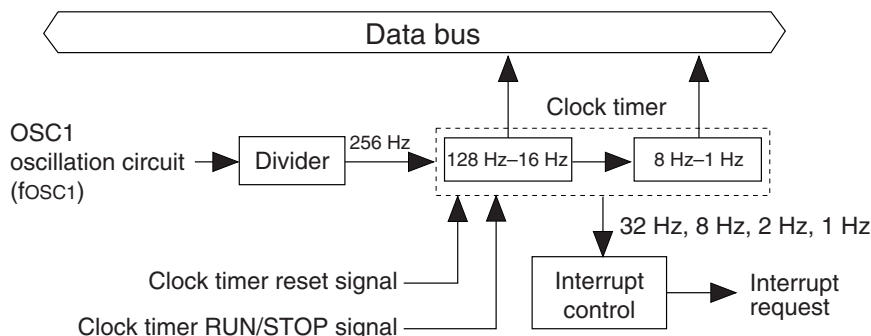 Data bus
Clock timer
OSC1
oscillation circuit
(fOSC1)
Divider
256 Hz
128 Hz–16 Hz
8 Hz–1 Hz
32 Hz, 8 Hz, 2 Hz, 1 Hz
Clock timer reset signal
Interrupt
control
Interrupt
request
Clock timer RUN/STOP signal